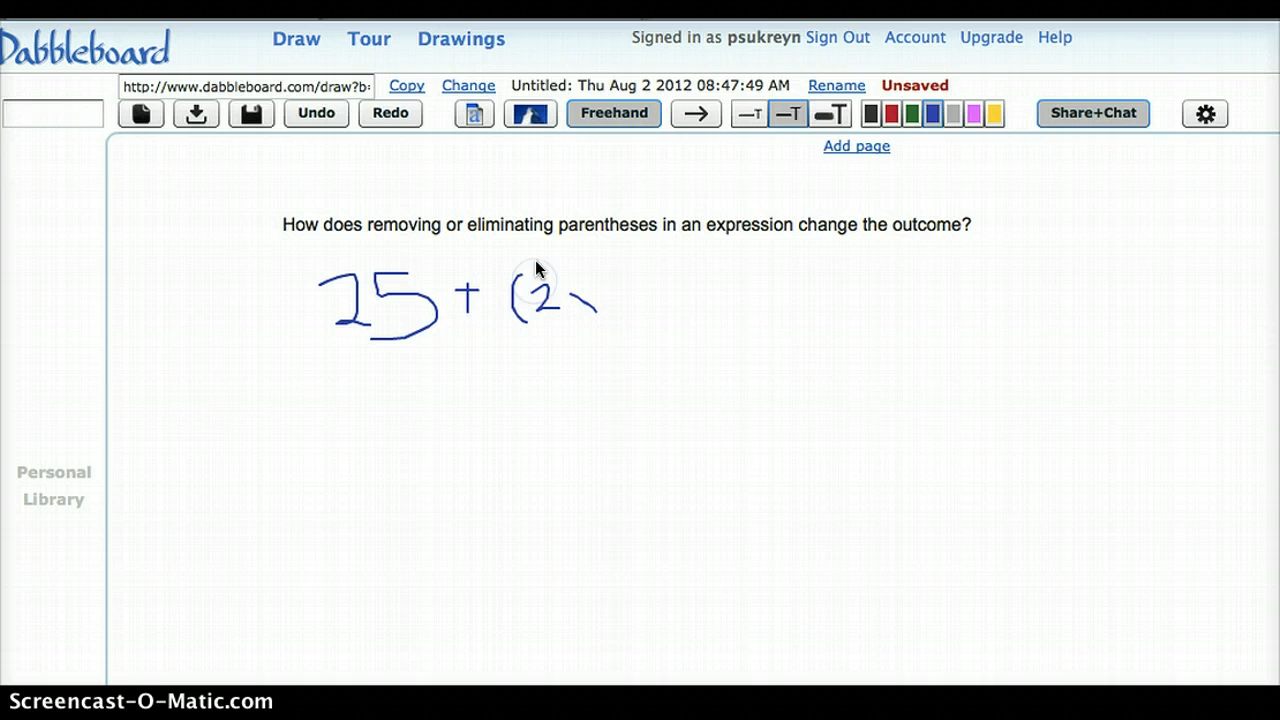 Dabbleboard Draw Tour Drawings Signed in as psukreyn Sign Out Account Upgrade Help
http://www.dabbleboard.com/draw?b= Copy Change Untitled: Thu Aug 2 2012 08:47:49 AM Rename Unsaved
Undo Redo a Freehand → —T —T —T Share+Chat
Add page
How does removing or eliminating parentheses in an expression change the outcome?
25 + (2
Personal
Library
Screencast-O-Matic.com